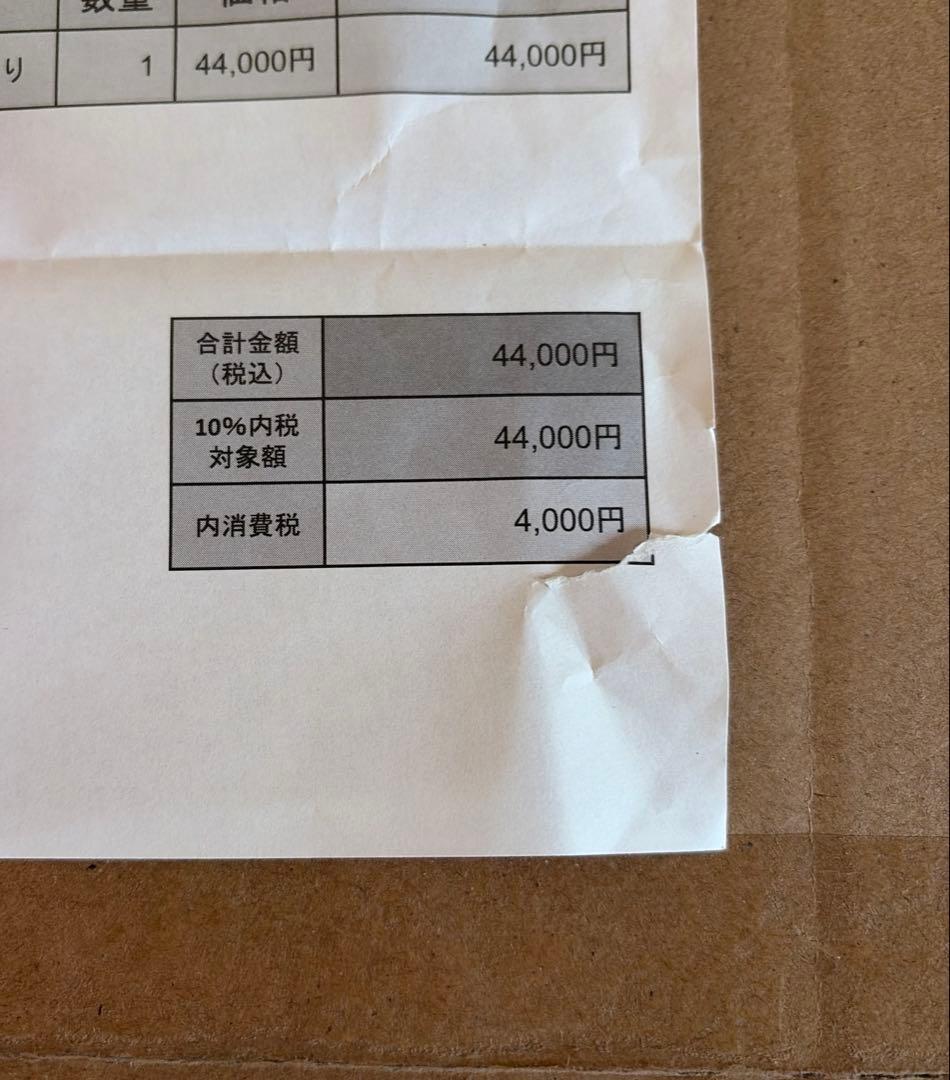 数量 価格
り 1 44,000円 44,000円
合計金額
（税込） 44,000円
10%内税
対象額 44,000円
内消費税 4,000円